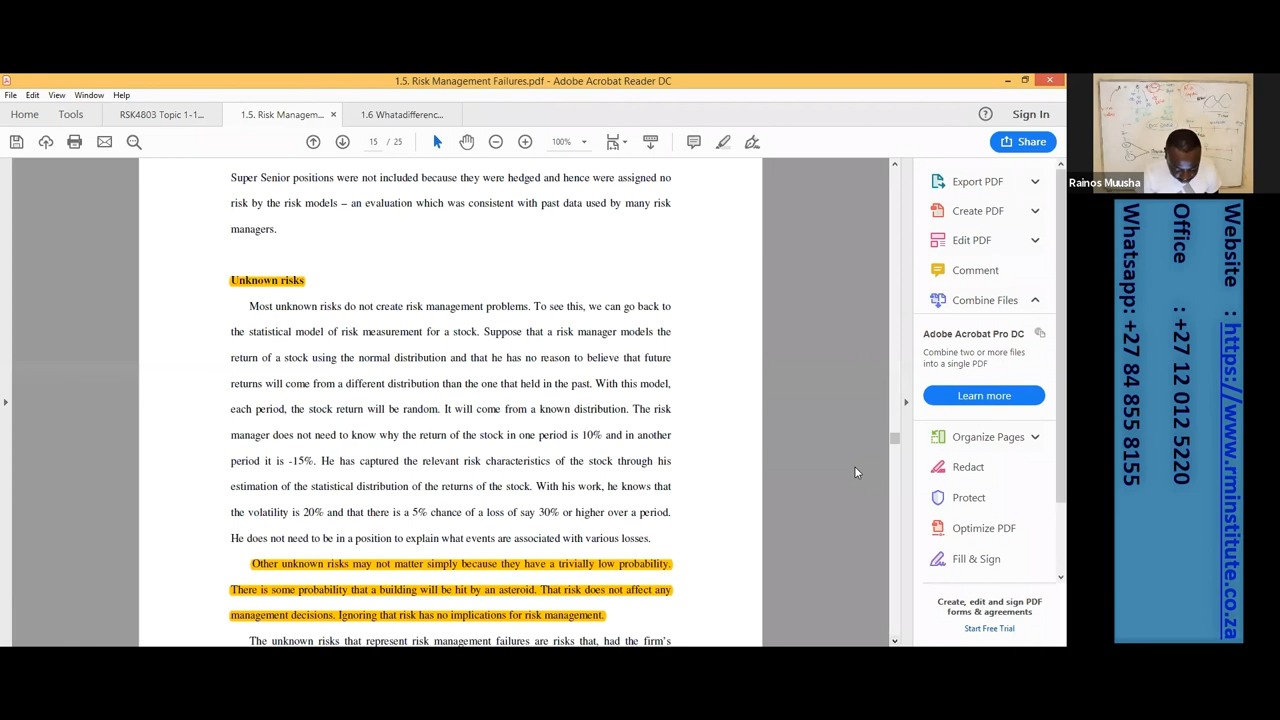 1.5. Risk Management Failures.pdf - Adobe Acrobat Reader DC
File Edit View Window Help
Home Tools RSK4803 Topic 1-1... 1.5. Risk Managem... × 1.6 Whatadifferenc... Sign In
15 / 25 100% Share
Super Senior positions were not included because they were hedged and hence were assigned no
risk by the risk models – an evaluation which was consistent with past data used by many risk
managers.
Unknown risks
Most unknown risks do not create risk management problems. To see this, we can go back to
the statistical model of risk measurement for a stock. Suppose that a risk manager models the
return of a stock using the normal distribution and that he has no reason to believe that future
returns will come from a different distribution than the one that held in the past. With this model,
each period, the stock return will be random. It will come from a known distribution. The risk
manager does not need to know why the return of the stock in one period is 10% and in another
period it is -15%. He has captured the relevant risk characteristics of the stock through his
estimation of the statistical distribution of the returns of the stock. With his work, he knows that
the volatility is 20% and that there is a 5% chance of a loss of say 30% or higher over a period.
He does not need to be in a position to explain what events are associated with various losses.
Other unknown risks may not matter simply because they have a trivially low probability.
There is some probability that a building will be hit by an asteroid. That risk does not affect any
management decisions. Ignoring that risk has no implications for risk management.
The unknown risks that represent risk management failures are risks that, had the firm's
Export PDF
Create PDF
Edit PDF
Comment
Combine Files
Adobe Acrobat Pro DC
Combine two or more files
into a single PDF
Learn more
Organize Pages
Redact
Protect
Optimize PDF
Fill & Sign
Create, edit and sign PDF
forms & agreements
Start Free Trial
Rainos Muusha
Website : https://www.rminstitute.co.za
Office : +27 12 012 5220
Whatsapp: +27 84 855 8155